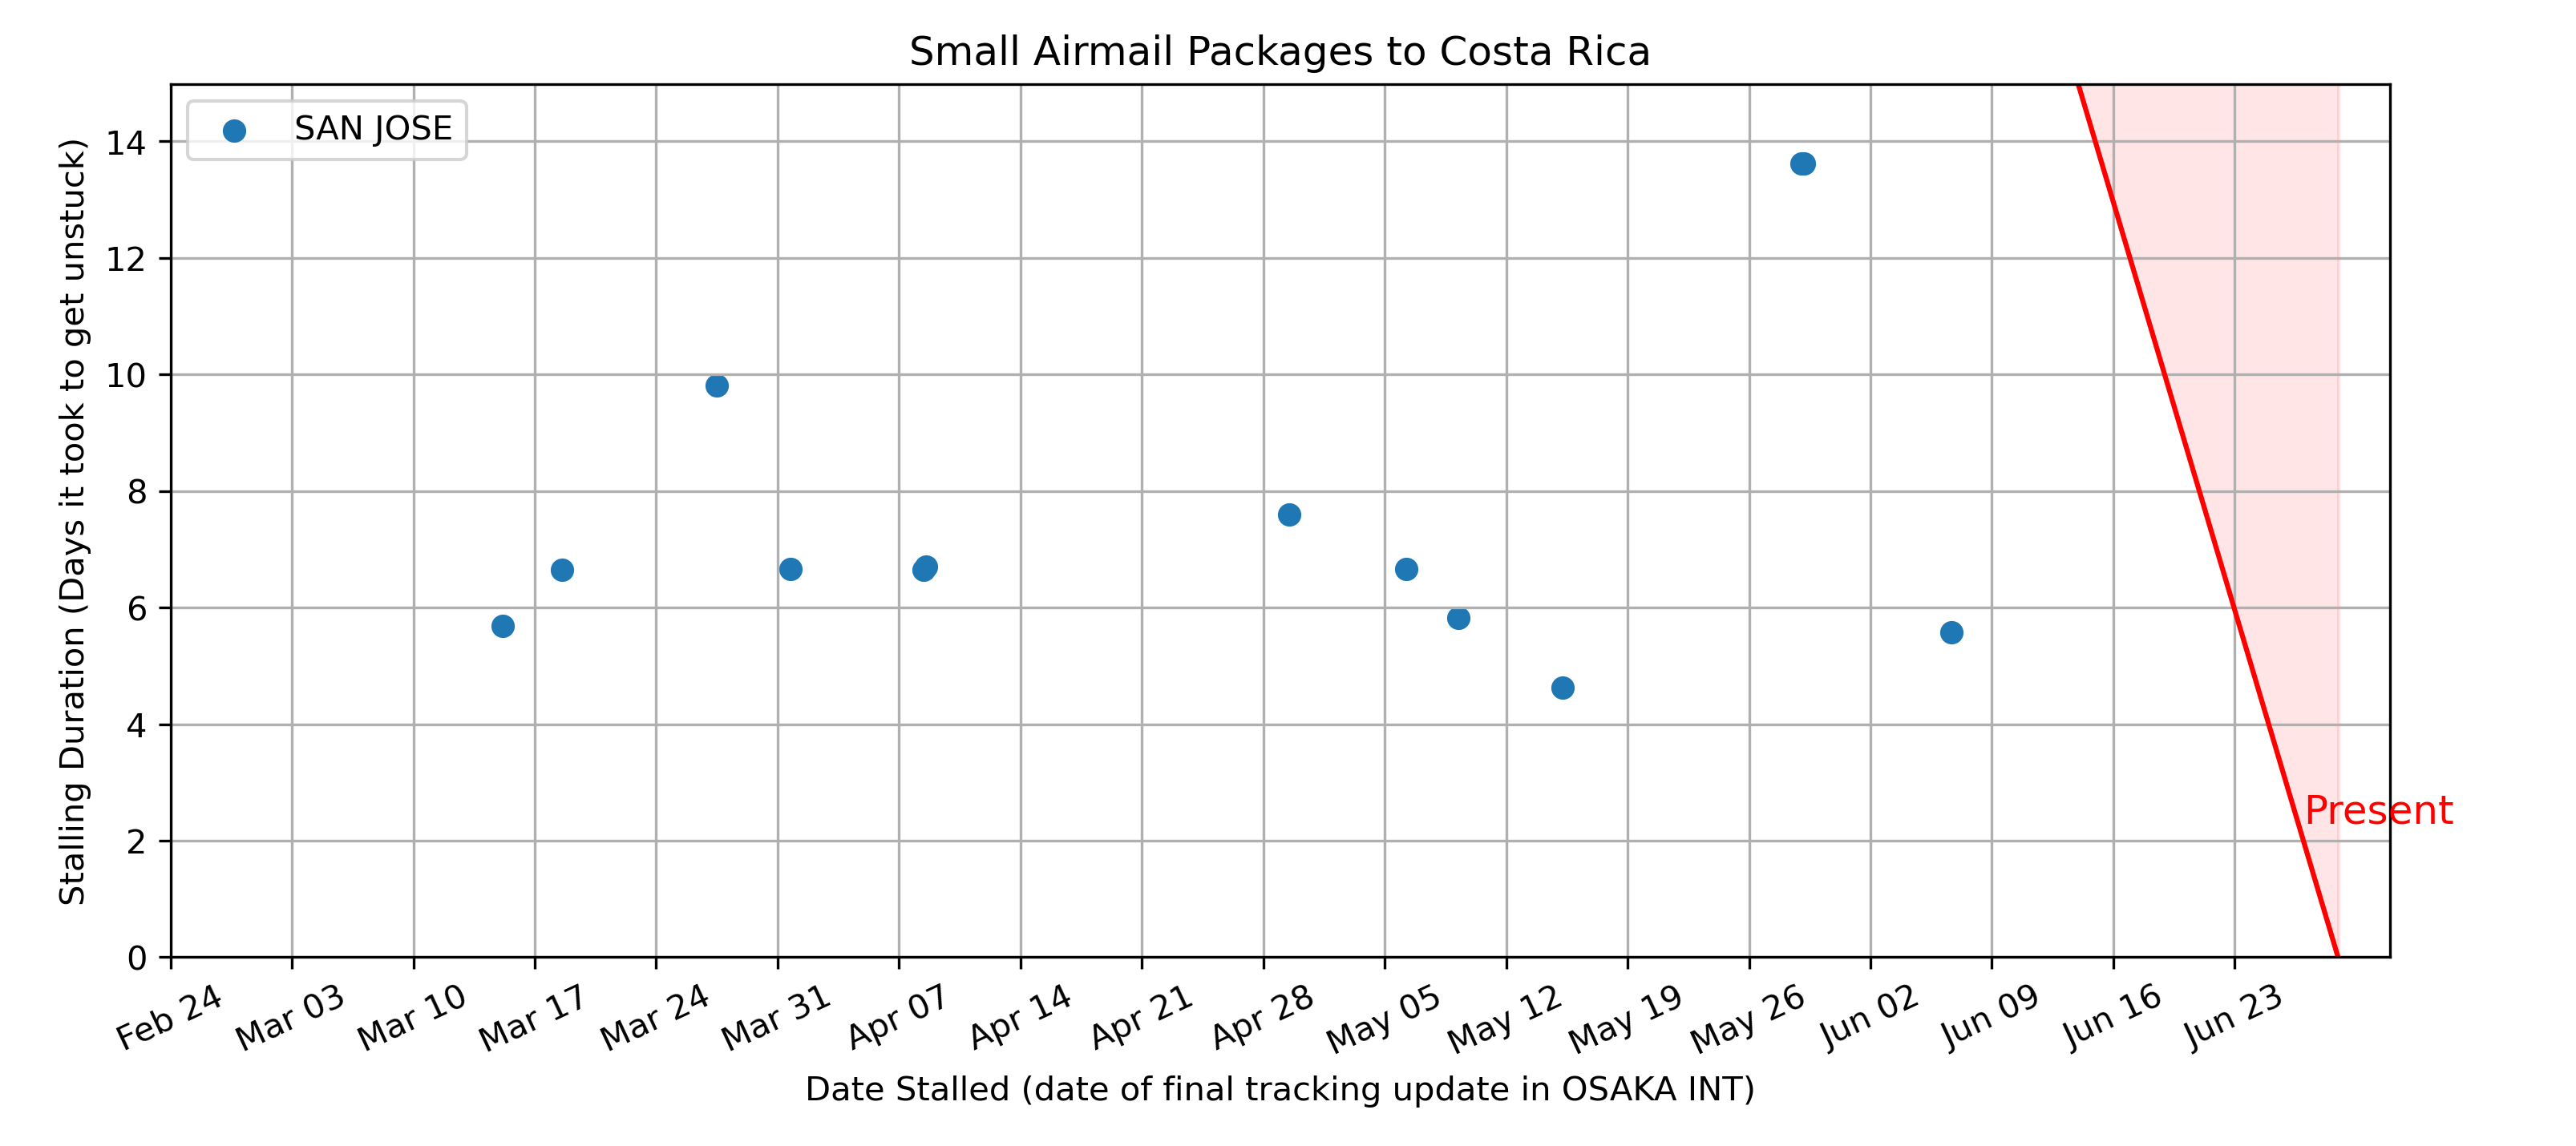 Small Airmail Packages to Costa Rica
SAN JOSE
Stalling Duration (Days it took to get unstuck)
14
12
10
8
6
4
2
0
Present
Feb 24
Mar 03
Mar 10
Mar 17
Mar 24
Mar 31
Apr 07
Apr 14
Apr 21
Apr 28
May 05
May 12
May 19
May 26
Jun 02
Jun 09
Jun 16
Jun 23
Date Stalled (date of final tracking update in OSAKA INT)